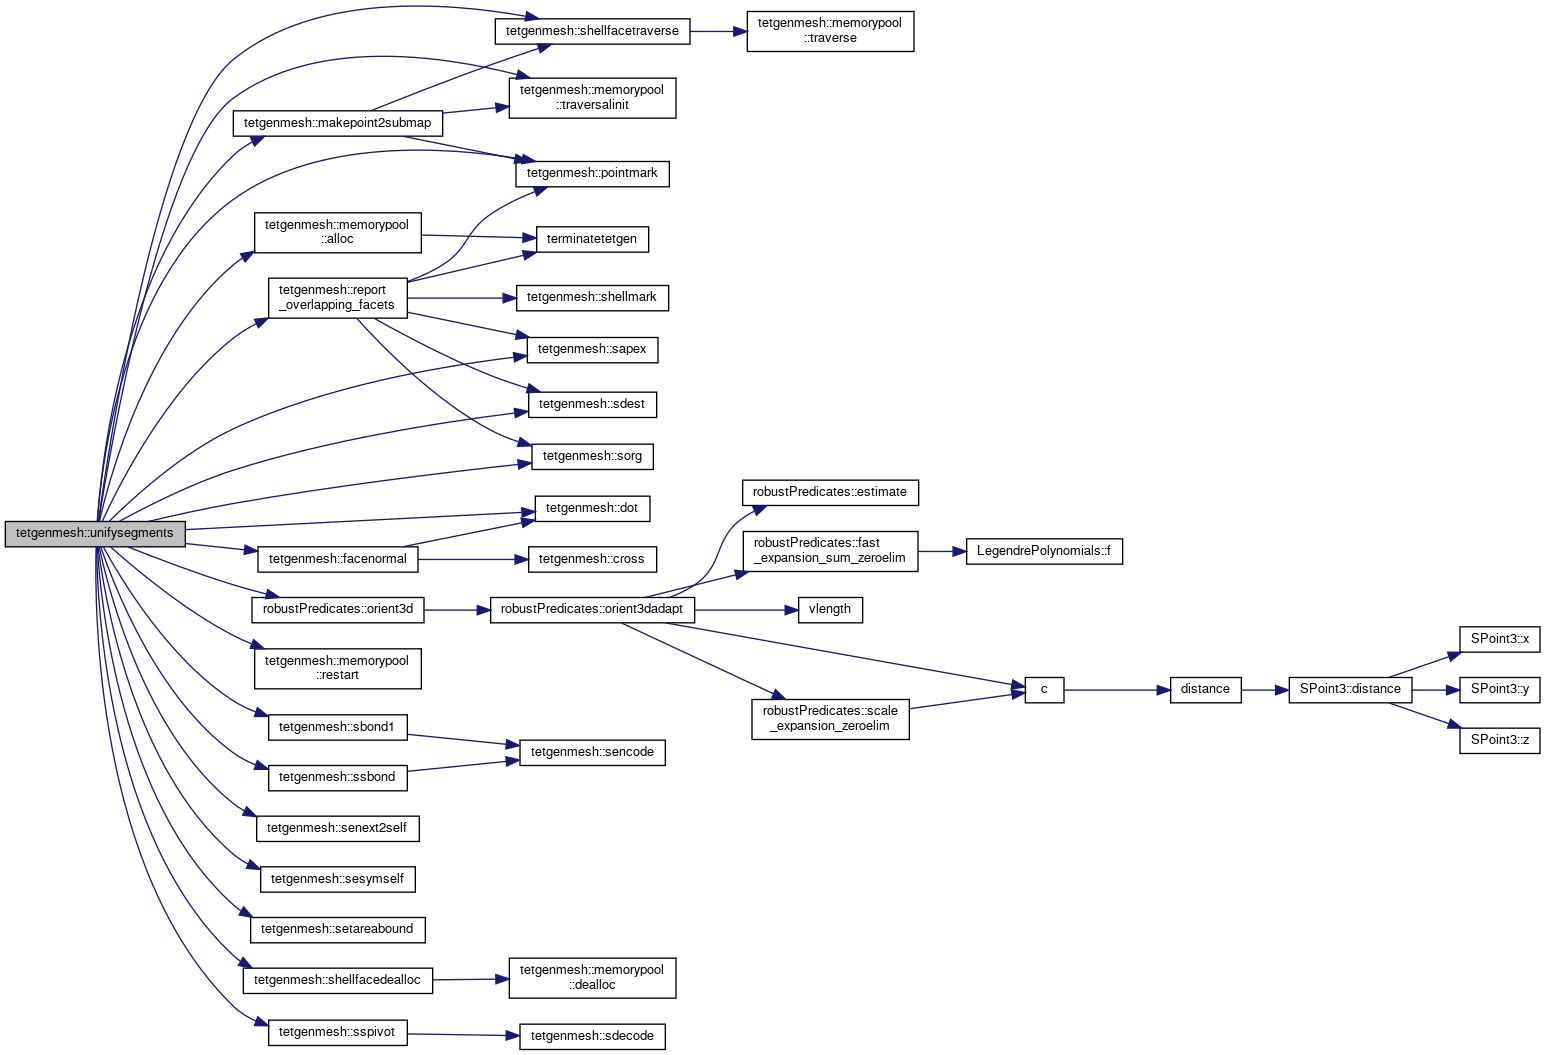 tetgenmesh::unifysegments
tetgenmesh::makepoint2submap
tetgenmesh::shellfacetraverse
tetgenmesh::memorypool
::traverse
tetgenmesh::memorypool
::traversalinit
tetgenmesh::pointmark
tetgenmesh::memorypool
::alloc
terminatetetgen
tetgenmesh::report
_overlapping_facets
tetgenmesh::shellmark
tetgenmesh::sapex
tetgenmesh::sdest
tetgenmesh::sorg
tetgenmesh::dot
tetgenmesh::facenormal
tetgenmesh::cross
robustPredicates::orient3d
robustPredicates::orient3dadapt
robustPredicates::estimate
robustPredicates::fast
_expansion_sum_zeroelim
LegendrePolynomials::f
vlength
robustPredicates::scale
_expansion_zeroelim
c
distance
SPoint3::distance
SPoint3::x
SPoint3::y
SPoint3::z
tetgenmesh::memorypool
::restart
tetgenmesh::sbond1
tetgenmesh::sencode
tetgenmesh::ssbond
tetgenmesh::senext2self
tetgenmesh::sesymself
tetgenmesh::setareabound
tetgenmesh::shellfacedealloc
tetgenmesh::memorypool
::dealloc
tetgenmesh::sspivot
tetgenmesh::sdecode